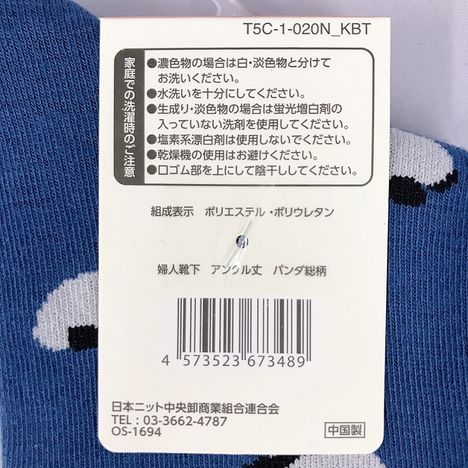 T5C-1-020N_KBT
家庭での洗濯時のご注意
●濃色物の場合は白・淡色物と分けて
お洗いください。
●水洗いを十分にしてください。
●生成り・淡色物の場合は蛍光増白剤の
入っていない洗剤を使用してください。
●塩素系漂白剤は使用しないでください。
●乾燥機の使用はお避けください。
●口ゴム部を上にして陰干ししてください。
組成表示 ポリエステル・ポリウレタン
婦人靴下 アンクル丈 パンダ総柄
4 573523 673489
日本ニット中央卸商業組合連合会
TEL: 03-3662-4787
OS-1694
中国製